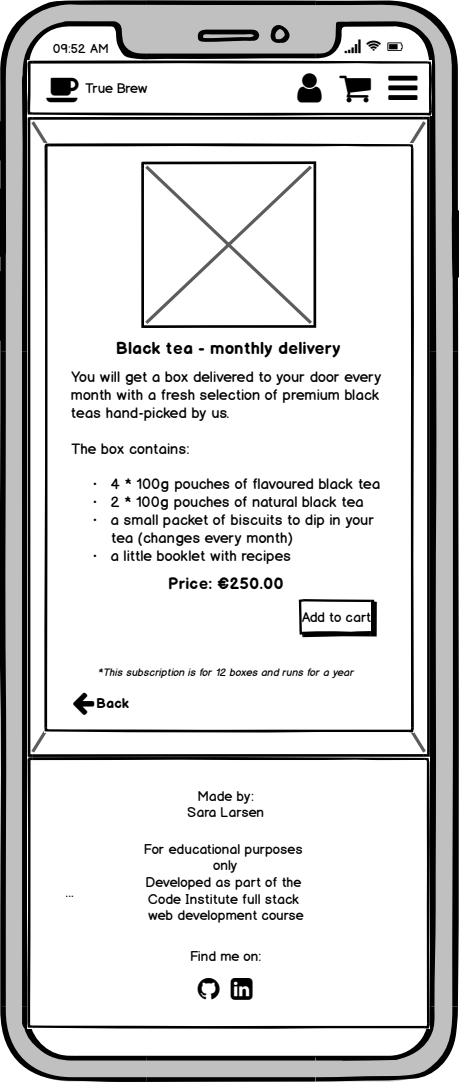 09:52 AM
True Brew
Black tea - monthly delivery
You will get a box delivered to your door every
month with a fresh selection of premium black
teas hand-picked by us.
The box contains:
· 4 * 100g pouches of flavoured black tea
· 2 * 100g pouches of natural black tea
· a small packet of biscuits to dip in your
tea (changes every month)
· a little booklet with recipes
Price: €250.00
Add to cart
*This subscription is for 12 boxes and runs for a year
Back
Made by:
Sara Larsen
For educational purposes
only
Developed as part of the
...
Code Institute full stack
web development course
Find me on:
in